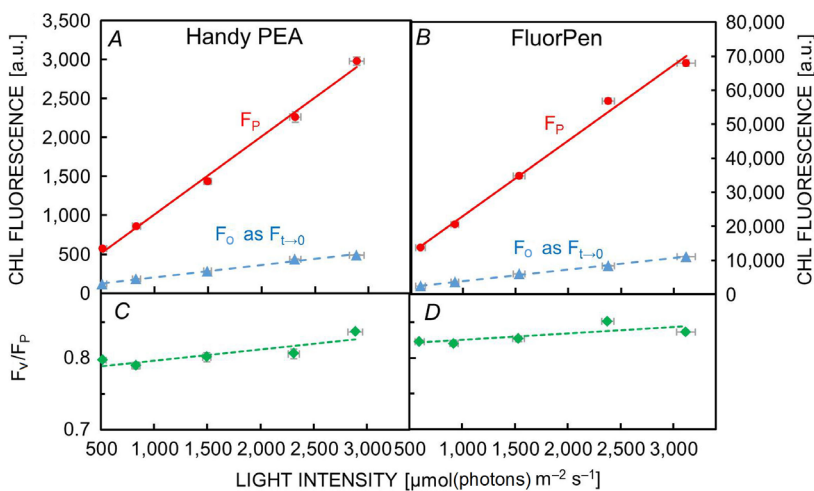 A Handy PEA
B FluorPen
CHL FLUORESCENCE [a.u.]
3,500
3,000
2,500
2,000
1,500
1,000
500
0
Fₚ
Fₒ as Fₜ→₀
Fₚ
Fₒ as Fₜ→₀
80,000
70,000
60,000
50,000
40,000
30,000
20,000
10,000
0
CHL FLUORESCENCE [a.u.]
C
D
Fᵥ/Fₚ
0.8
0.7
500 1,000 1,500 2,000 2,500 3,000
500 1,000 1,500 2,000 2,500 3,000
LIGHT INTENSITY [µmol(photons) m⁻² s⁻¹]